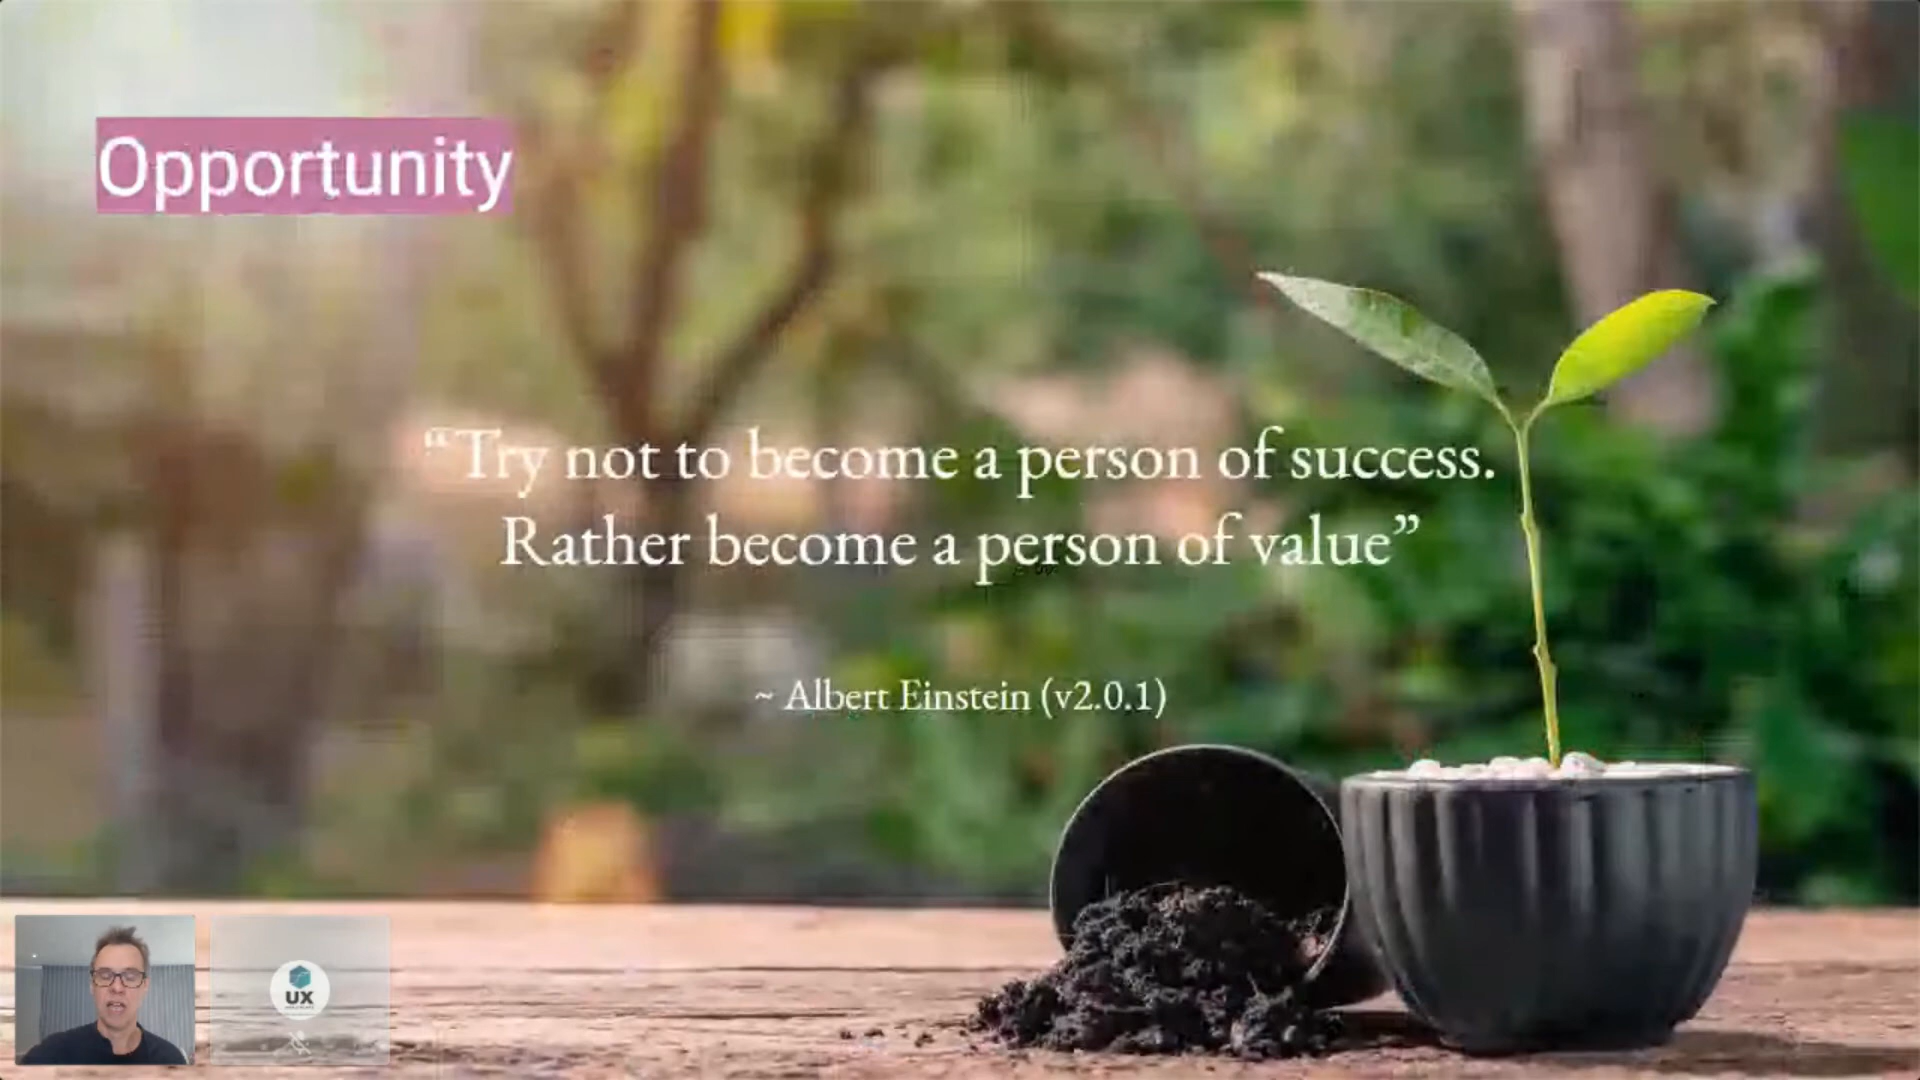 Opportunity
“Try not to become a person of success.
Rather become a person of value”
~ Albert Einstein (v2.0.1)
UX